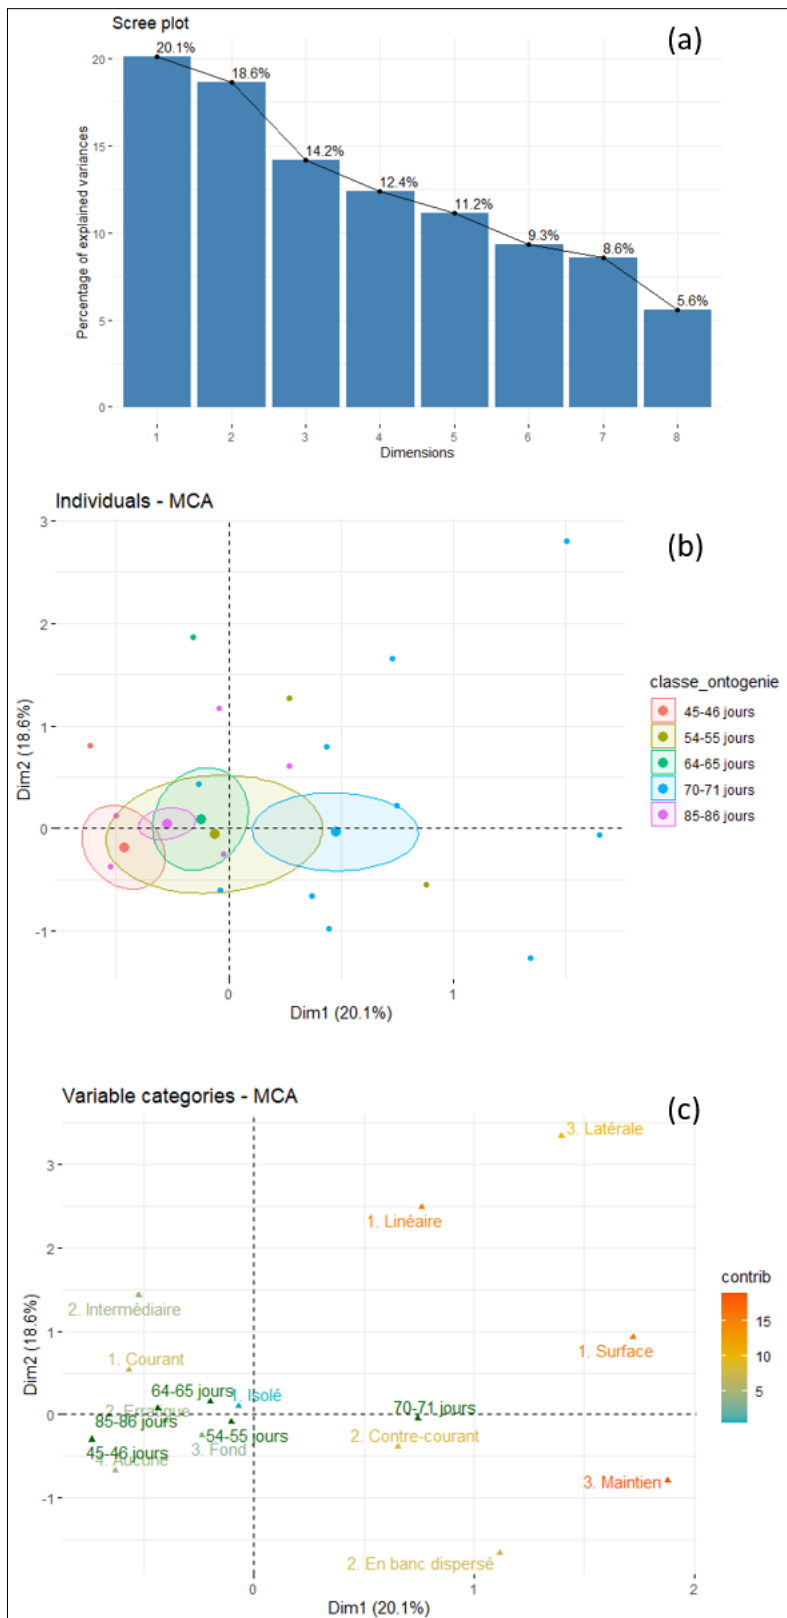 Scree plot
(a)
20.1%
18.6%
14.2%
12.4%
11.2%
9.3%
8.6%
5.6%
20
15
10
5
0
Percentage of explained variances
1 2 3 4 5 6 7 8
Dimensions
Individuals - MCA
(b)
3
2
1
0
-1
Dim2 (18.6%)
0 1
Dim1 (20.1%)
classe_ontogenie
45-46 jours
54-55 jours
64-65 jours
70-71 jours
85-86 jours
Variable categories - MCA
(c)
3. Latérale
1. Linéaire
2. Intermédiaire
1. Surface
1. Courant
64-65 jours
1. Isolé
2. Erratique
70-71 jours
85-86 jours
54-55 jours
2. Contre-courant
45-46 jours
3. Fond
4. Aucune
3. Maintien
2. En banc dispersé
3
2
1
0
-1
Dim2 (18.6%)
0 1 2
Dim1 (20.1%)
contrib
15
10
5